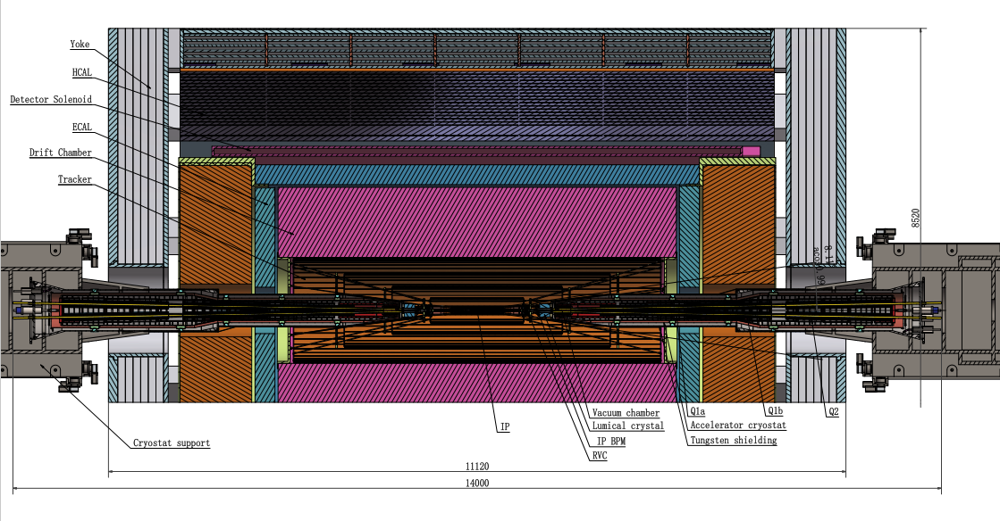 Yoke
HCAL
Detector Solenoid
ECAL
Drift Chamber
Tracker
8520
Vacuum chamber
Q1a
Q1b
Q2
Lumical crystal
Accelerator cryostat
IP
IP BPM
Tungsten shielding
Cryostat support
RVC
11120
14000